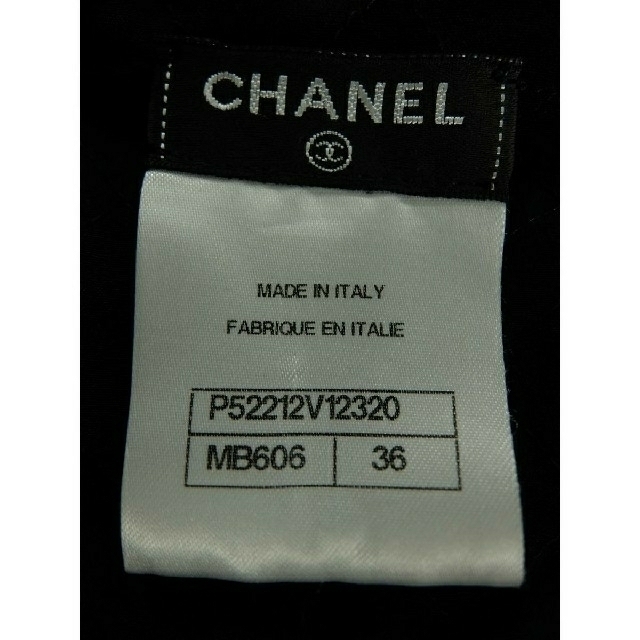 CHANEL
MADE IN ITALY
FABRIQUE EN ITALIE
P52212V12320
MB606 36